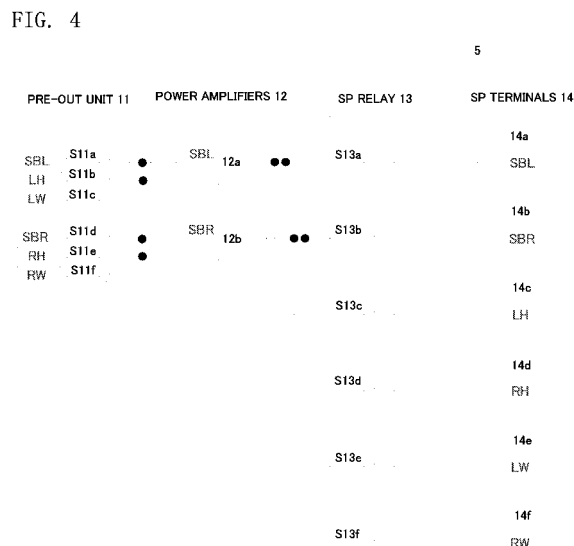 FIG. 4
5
PRE-OUT UNIT 11 POWER AMPLIFIERS 12 SP RELAY 13 SP TERMINALS 14
14a
SBL S11a SBL 12a S13a SBL
LH S11b
LW S11c
14b
SBR S11d SBR 12b S13b SBR
RH S11e
RW S11f
14c
S13c LH
14d
S13d RH
14e
S13e LW
14f
S13f RW